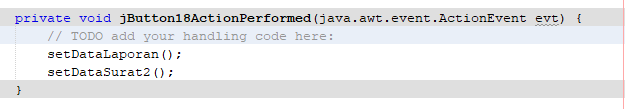 private void jButton18ActionPerformed(java.awt.event.ActionEvent evt) {
    // TODO add your handling code here:
    setDataLaporan();
    setDataSurat2();
}